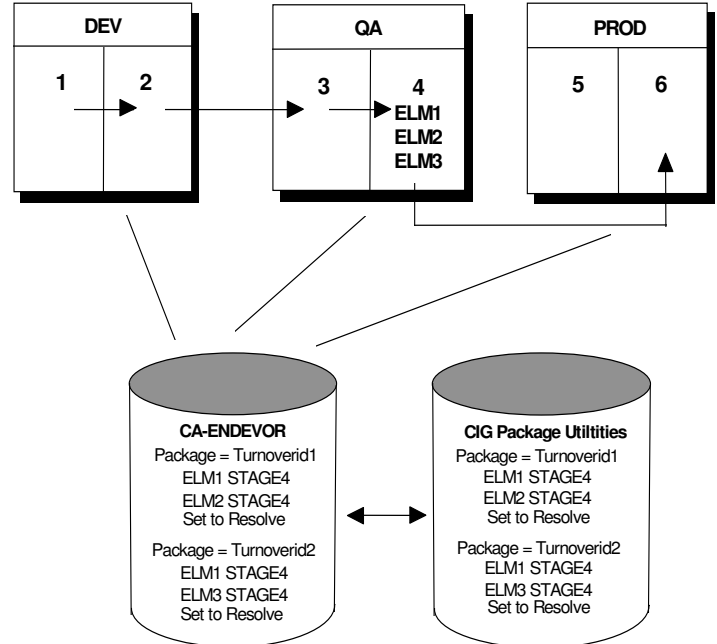 DEV
QA
PROD
1
2
3
4
5
6
ELM1
ELM2
ELM3
CA-ENDEVOR
Package = Turnoverid1
ELM1 STAGE4
ELM2 STAGE4
Set to Resolve
Package = Turnoverid2
ELM1 STAGE4
ELM3 STAGE4
Set to Resolve
CIG Package Utiltities
Package = Turnoverid1
ELM1 STAGE4
ELM2 STAGE4
Set to Resolve
Package = Turnoverid2
ELM1 STAGE4
ELM3 STAGE4
Set to Resolve